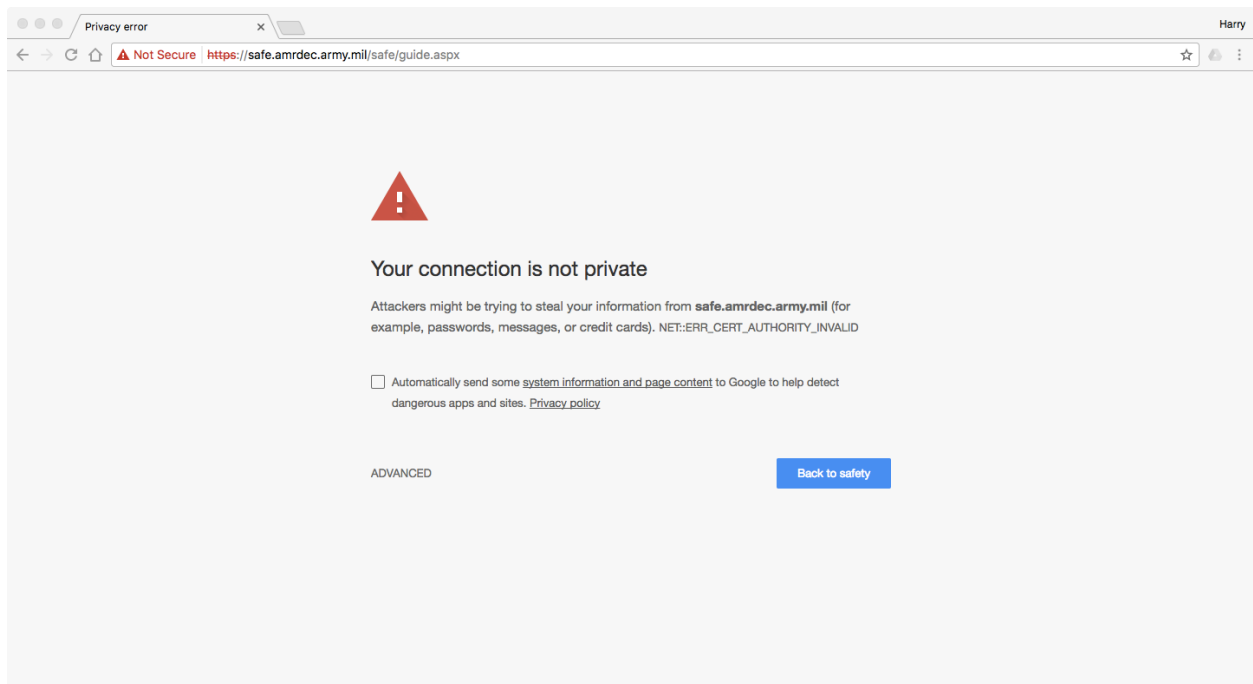 Privacy error
Harry
Not Secure https://safe.amrdec.army.mil/safe/guide.aspx
Your connection is not private
Attackers might be trying to steal your information from safe.amrdec.army.mil (for
example, passwords, messages, or credit cards). NET::ERR_CERT_AUTHORITY_INVALID
Automatically send some system information and page content to Google to help detect
dangerous apps and sites. Privacy policy
ADVANCED
Back to safety